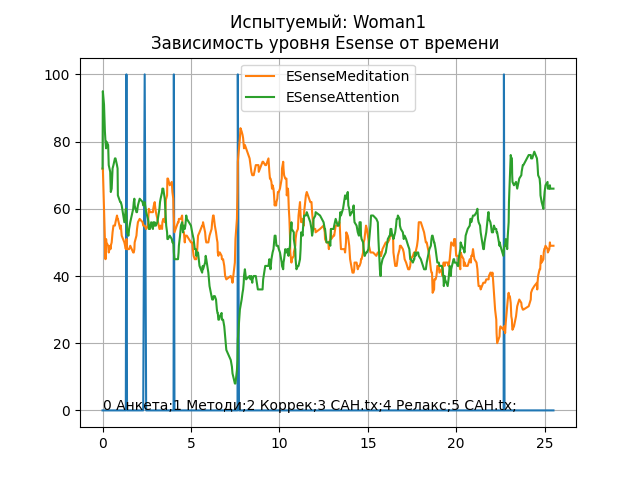 Испытуемый: Woman1
Зависимость уровня Esense от времени
ESenseMeditation
ESenseAttention
100
80
60
40
20
0
0 Анкета;1 Методи;2 Коррек;3 САН.tx;4 Релакс;5 САН.tx;
0 5 10 15 20 25